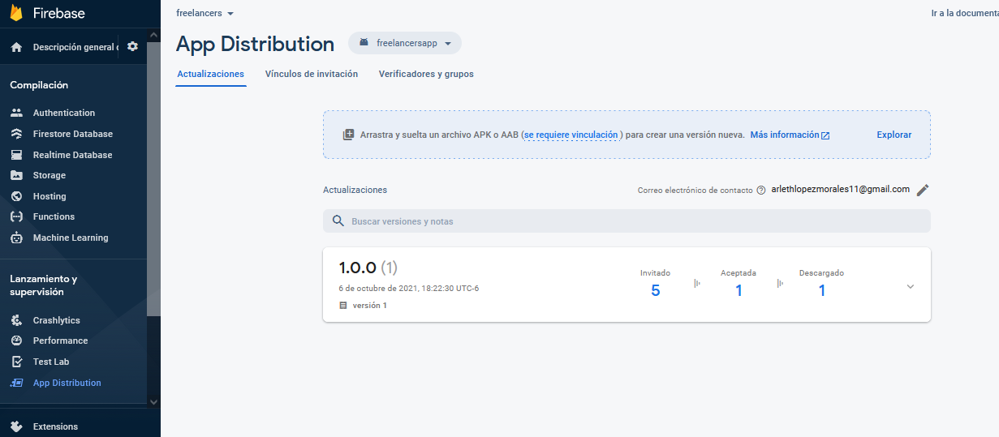 Firebase
Descripción general
Compilación
Authentication
Firestore Database
Realtime Database
Storage
Hosting
Functions
Machine Learning
Lanzamiento y
supervisión
Crashlytics
Performance
Test Lab
App Distribution
Extensions
freelancers
Ir a la documenta
App Distribution
freelancersapp
Actualizaciones
Vínculos de invitación
Verificadores y grupos
Arrastra y suelta un archivo APK o AAB (se requiere vinculación ) para crear una versión nueva. Más información
Explorar
Actualizaciones
Correo electrónico de contacto
arlethlopezmorales11@gmail.com
Buscar versiones y notas
1.0.0 (1)
6 de octubre de 2021, 18:22:30 UTC-6
versión 1
Invitado
5
Aceptada
1
Descargado
1